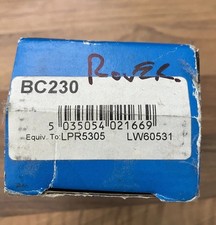 Rover
BC230
5 035054 021669
Equiv. To: LPR5305 LW60531